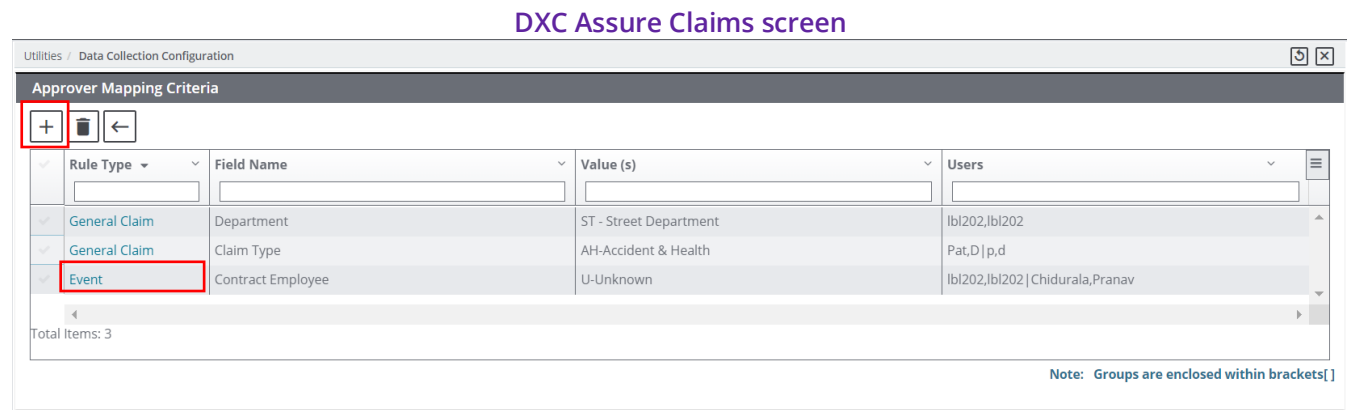 DXC Assure Claims screen
Utilities / Data Collection Configuration
Approver Mapping Criteria
Rule Type Field Name Value (s) Users
General Claim Department ST - Street Department lbl202,lbl202
General Claim Claim Type AH-Accident & Health Pat,D|p,d
Event Contract Employee U-Unknown lbl202,lbl202|Chidurala,Pranav
Total Items: 3
Note: Groups are enclosed within brackets[ ]